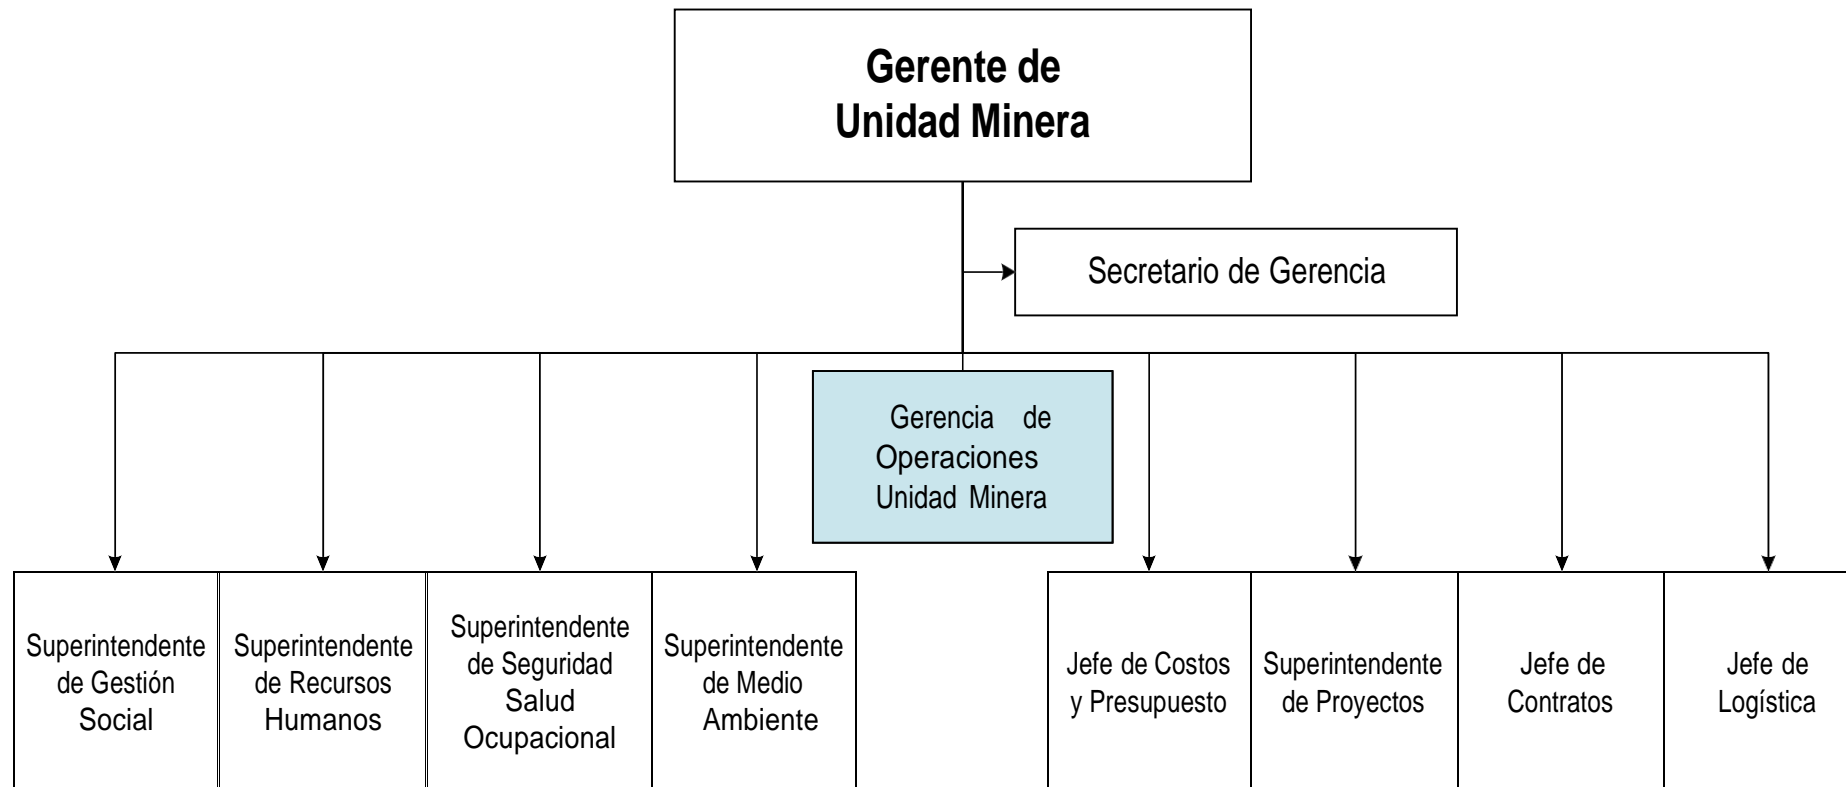 Gerente de
Unidad Minera
Secretario de Gerencia
Gerencia de
Operaciones
Unidad Minera
Superintendente
de Gestión
Social
Superintendente
de Recursos
Humanos
Superintendente
de Seguridad
Salud
Ocupacional
Superintendente
de Medio
Ambiente
Jefe de Costos
y Presupuesto
Superintendente
de Proyectos
Jefe de
Contratos
Jefe de
Logística